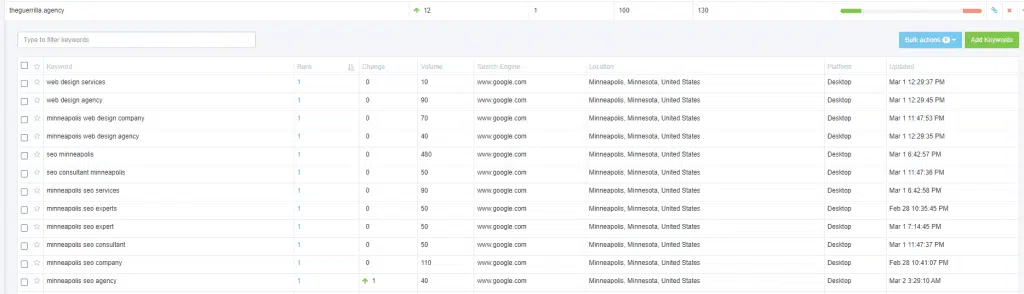 theguerrilla.agency 12 1 100 130
Type to filter keywords Bulk actions 0 Add Keywords
Keyword Rank Change Volume Search Engine Location Platform Updated
web design services 1 0 10 www.google.com Minneapolis, Minnesota, United States Desktop Mar 1 12:29:37 PM
web design agency 1 0 90 www.google.com Minneapolis, Minnesota, United States Desktop Mar 1 12:29:45 PM
minneapolis web design company 1 0 70 www.google.com Minneapolis, Minnesota, United States Desktop Mar 1 11:47:53 PM
minneapolis web design agency 1 0 40 www.google.com Minneapolis, Minnesota, United States Desktop Mar 1 12:29:35 PM
seo minneapolis 1 0 480 www.google.com Minneapolis, Minnesota, United States Desktop Mar 1 6:42:57 PM
seo consultant minneapolis 1 0 50 www.google.com Minneapolis, Minnesota, United States Desktop Mar 1 11:47:36 PM
minneapolis seo services 1 0 90 www.google.com Minneapolis, Minnesota, United States Desktop Mar 1 6:42:58 PM
minneapolis seo experts 1 0 50 www.google.com Minneapolis, Minnesota, United States Desktop Feb 28 10:35:45 PM
minneapolis seo expert 1 0 50 www.google.com Minneapolis, Minnesota, United States Desktop Mar 1 7:14:45 PM
minneapolis seo consultant 1 0 50 www.google.com Minneapolis, Minnesota, United States Desktop Mar 1 11:47:37 PM
minneapolis seo company 1 0 110 www.google.com Minneapolis, Minnesota, United States Desktop Feb 28 10:41:07 PM
minneapolis seo agency 1 1 40 www.google.com Minneapolis, Minnesota, United States Desktop Mar 2 3:29:10 AM